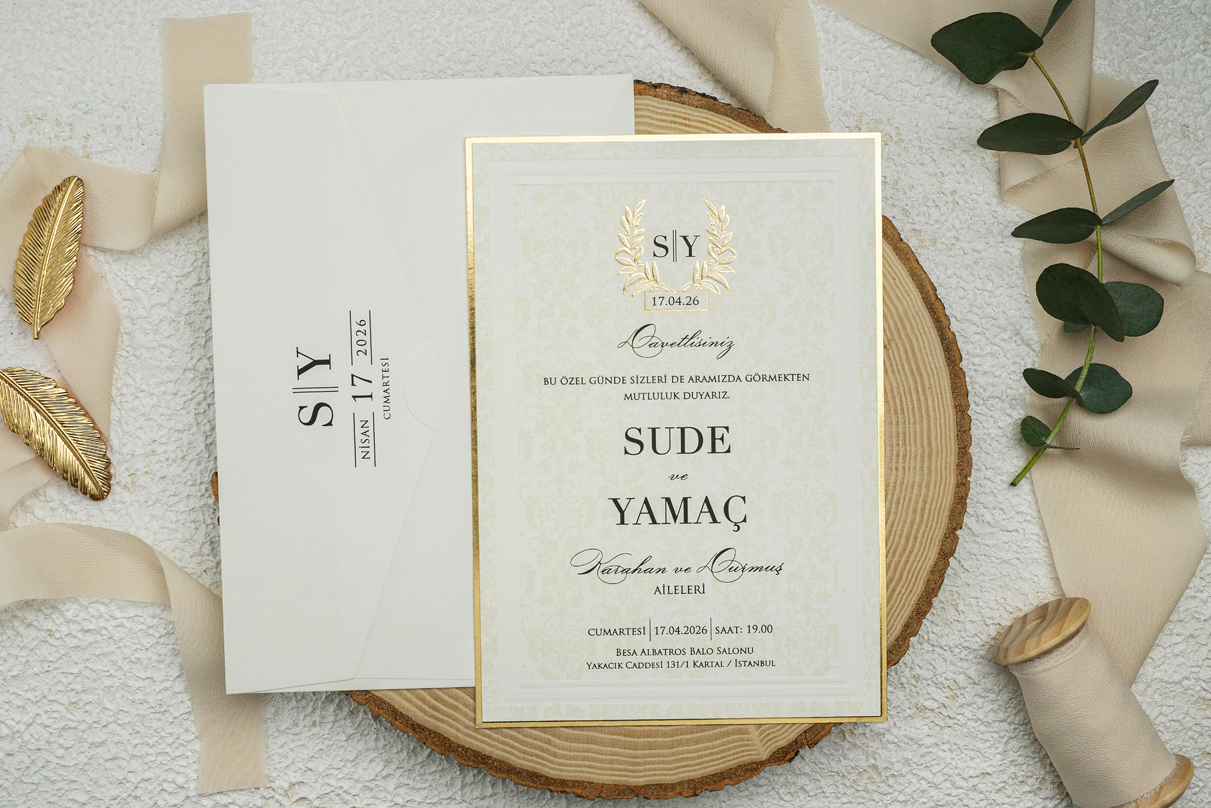 S||Y
NİSAN 17 2026
CUMARTESİ
S||Y
17.04.26
Davetlisiniz
BU ÖZEL GÜNDE SİZLERİ DE ARAMIZDA GÖRMEKTEN
MUTLULUK DUYARIZ.
SUDE
ve
YAMAÇ
Karahan ve Durmuş
AİLELERİ
CUMARTESİ | 17.04.2026 | SAAT: 19.00
BESA ALBATROS BALO SALONU
YAKACIK CADDESİ 131/1 KARTAL / İSTANBUL